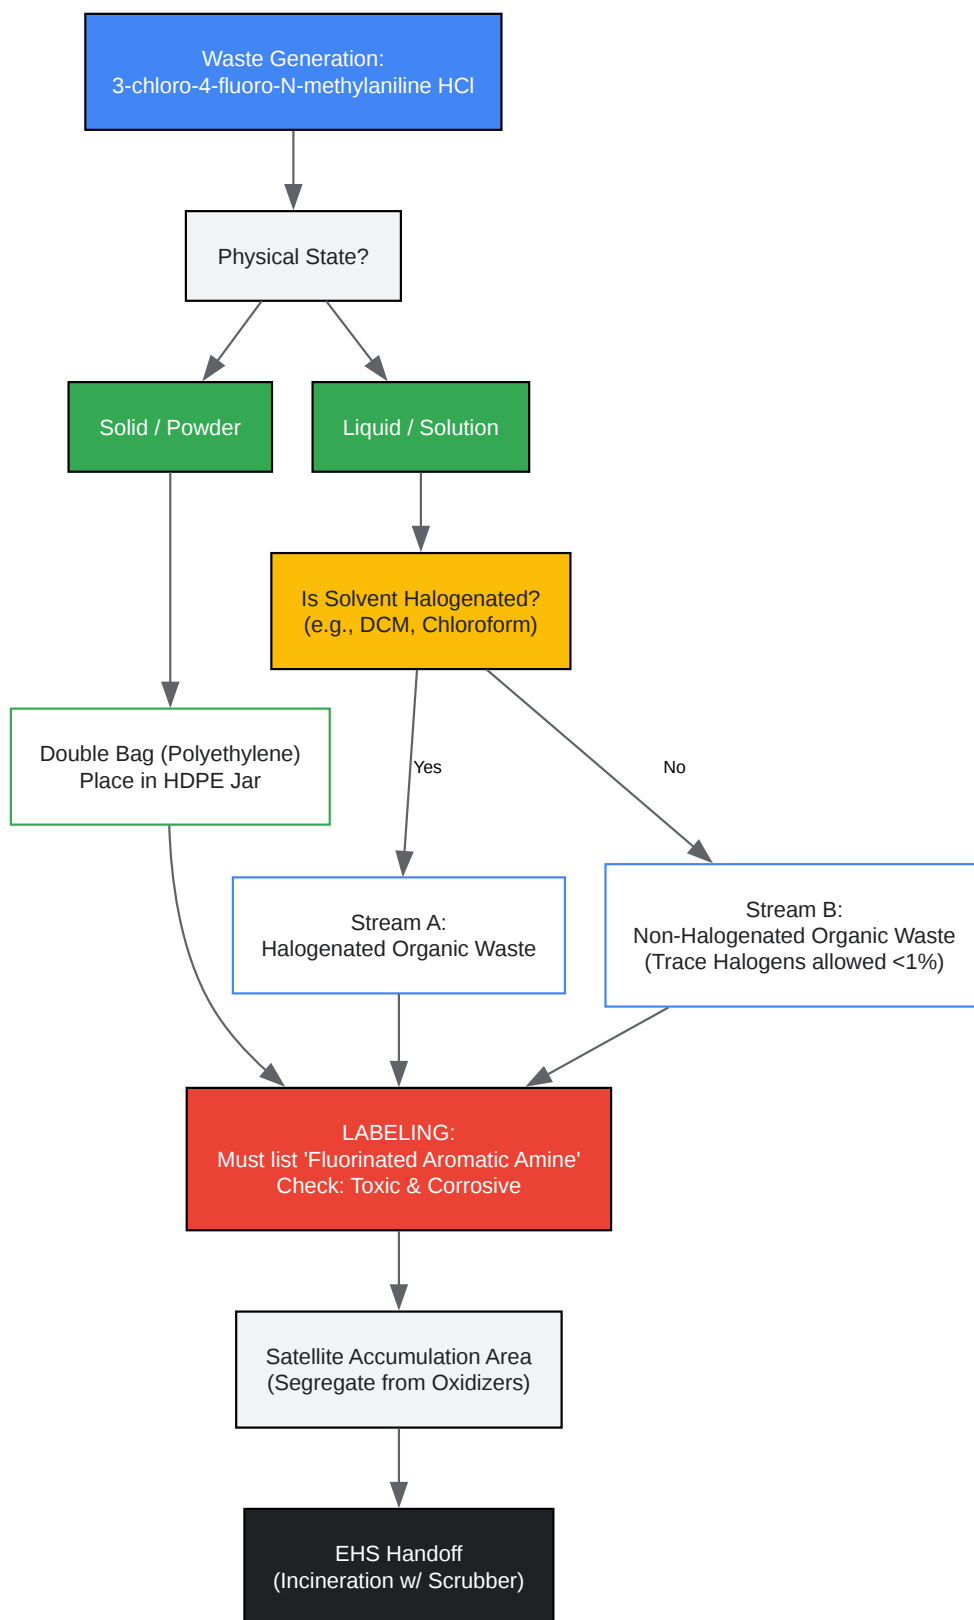 Waste Generation:
3-chloro-4-fluoro-N-methylaniline HCl
Physical State?
Solid / Powder
Liquid / Solution
Is Solvent Halogenated?
(e.g., DCM, Chloroform)
Double Bag (Polyethylene)
Place in HDPE Jar
Yes
No
Stream A:
Halogenated Organic Waste
Stream B:
Non-Halogenated Organic Waste
(Trace Halogens allowed <1%)
LABELING:
Must list 'Fluorinated Aromatic Amine'
Check: Toxic & Corrosive
Satellite Accumulation Area
(Segregate from Oxidizers)
EHS Handoff
(Incineration w/ Scrubber)